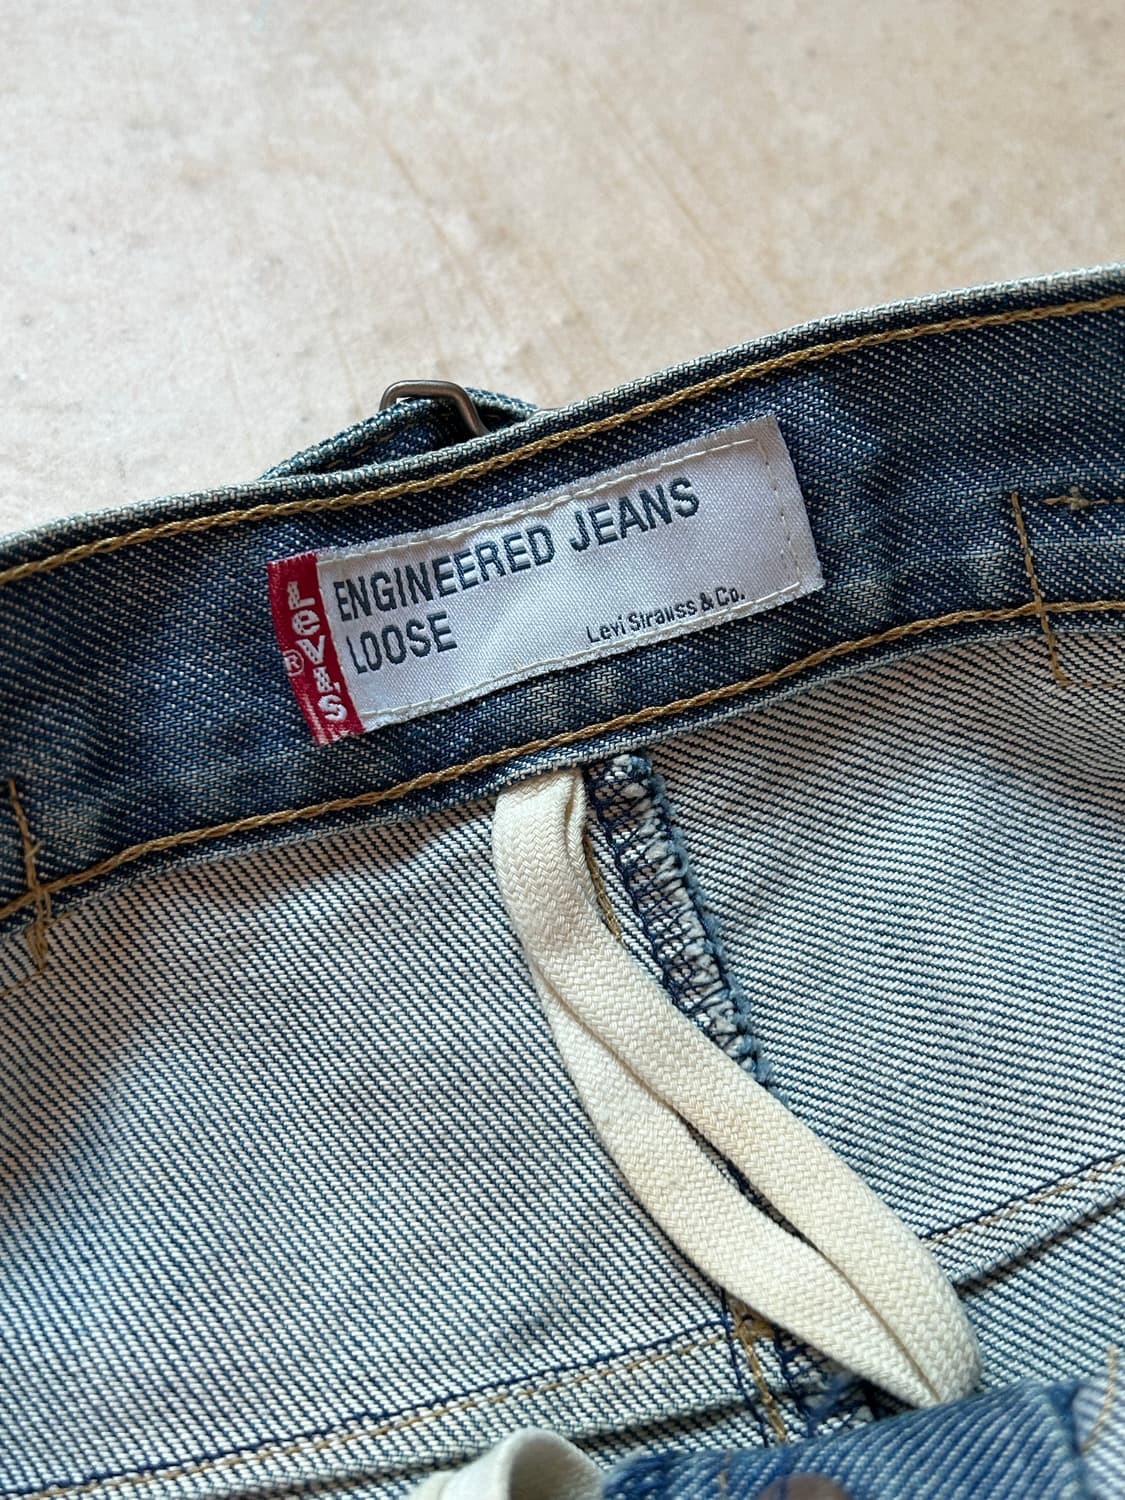 LEVI'S
®
ENGINEERED JEANS
LOOSE
Levi Strauss & Co.